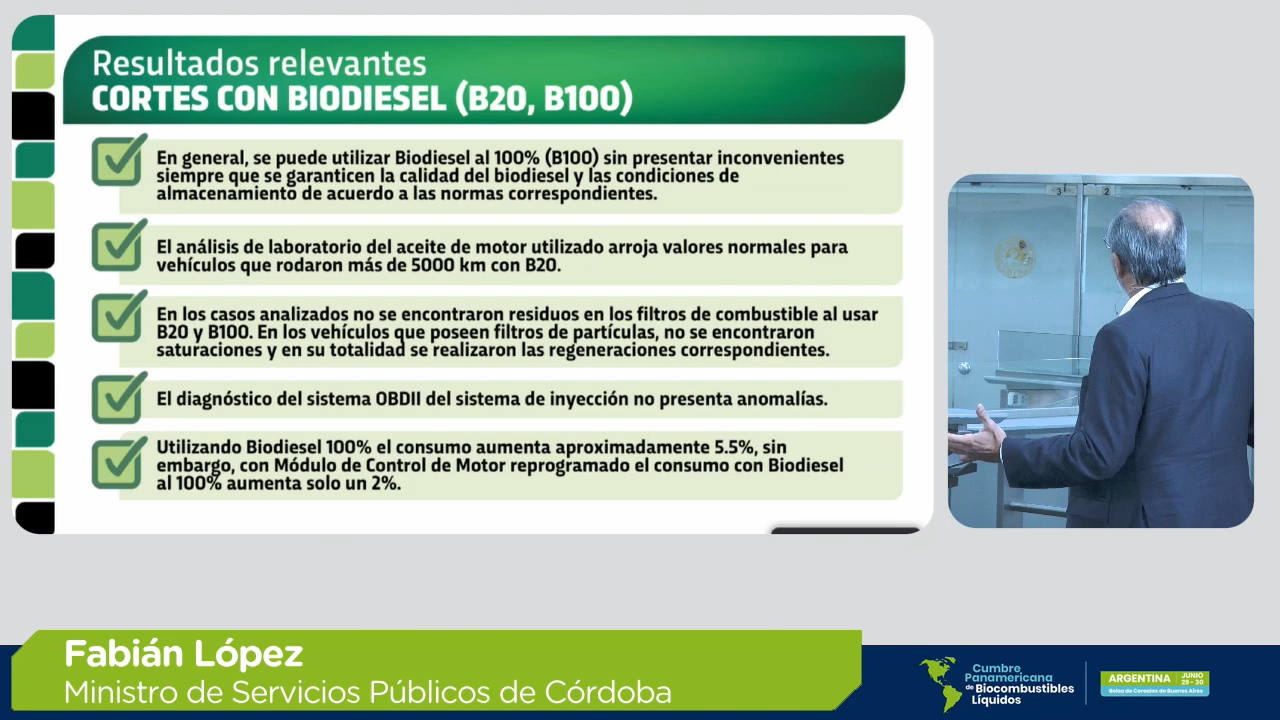 Resultados relevantes
CORTES CON BIODIESEL (B20, B100)
En general, se puede utilizar Biodiesel al 100% (B100) sin presentar inconvenientes
siempre que se garanticen la calidad del biodiesel y las condiciones de
almacenamiento de acuerdo a las normas correspondientes.
El análisis de laboratorio del aceite de motor utilizado arroja valores normales para
vehículos que rodaron más de 5000 km con B20.
En los casos analizados no se encontraron residuos en los filtros de combustible al usar
B20 y B100. En los vehículos que poseen filtros de partículas, no se encontraron
saturaciones y en su totalidad se realizaron las regeneraciones correspondientes.
El diagnóstico del sistema OBDII del sistema de inyección no presenta anomalías.
Utilizando Biodiesel 100% el consumo aumenta aproximadamente 5.5%, sin
embargo, con Módulo de Control de Motor reprogramado el consumo con Biodiesel
al 100% aumenta solo un 2%.
3
2
Fabián López
Ministro de Servicios Públicos de Córdoba
Cumbre
Panamericana
de Biocombustibles
Líquidos
ARGENTINA
JUNIO
29 - 30
Bolsa de Cereales de Buenos Aires